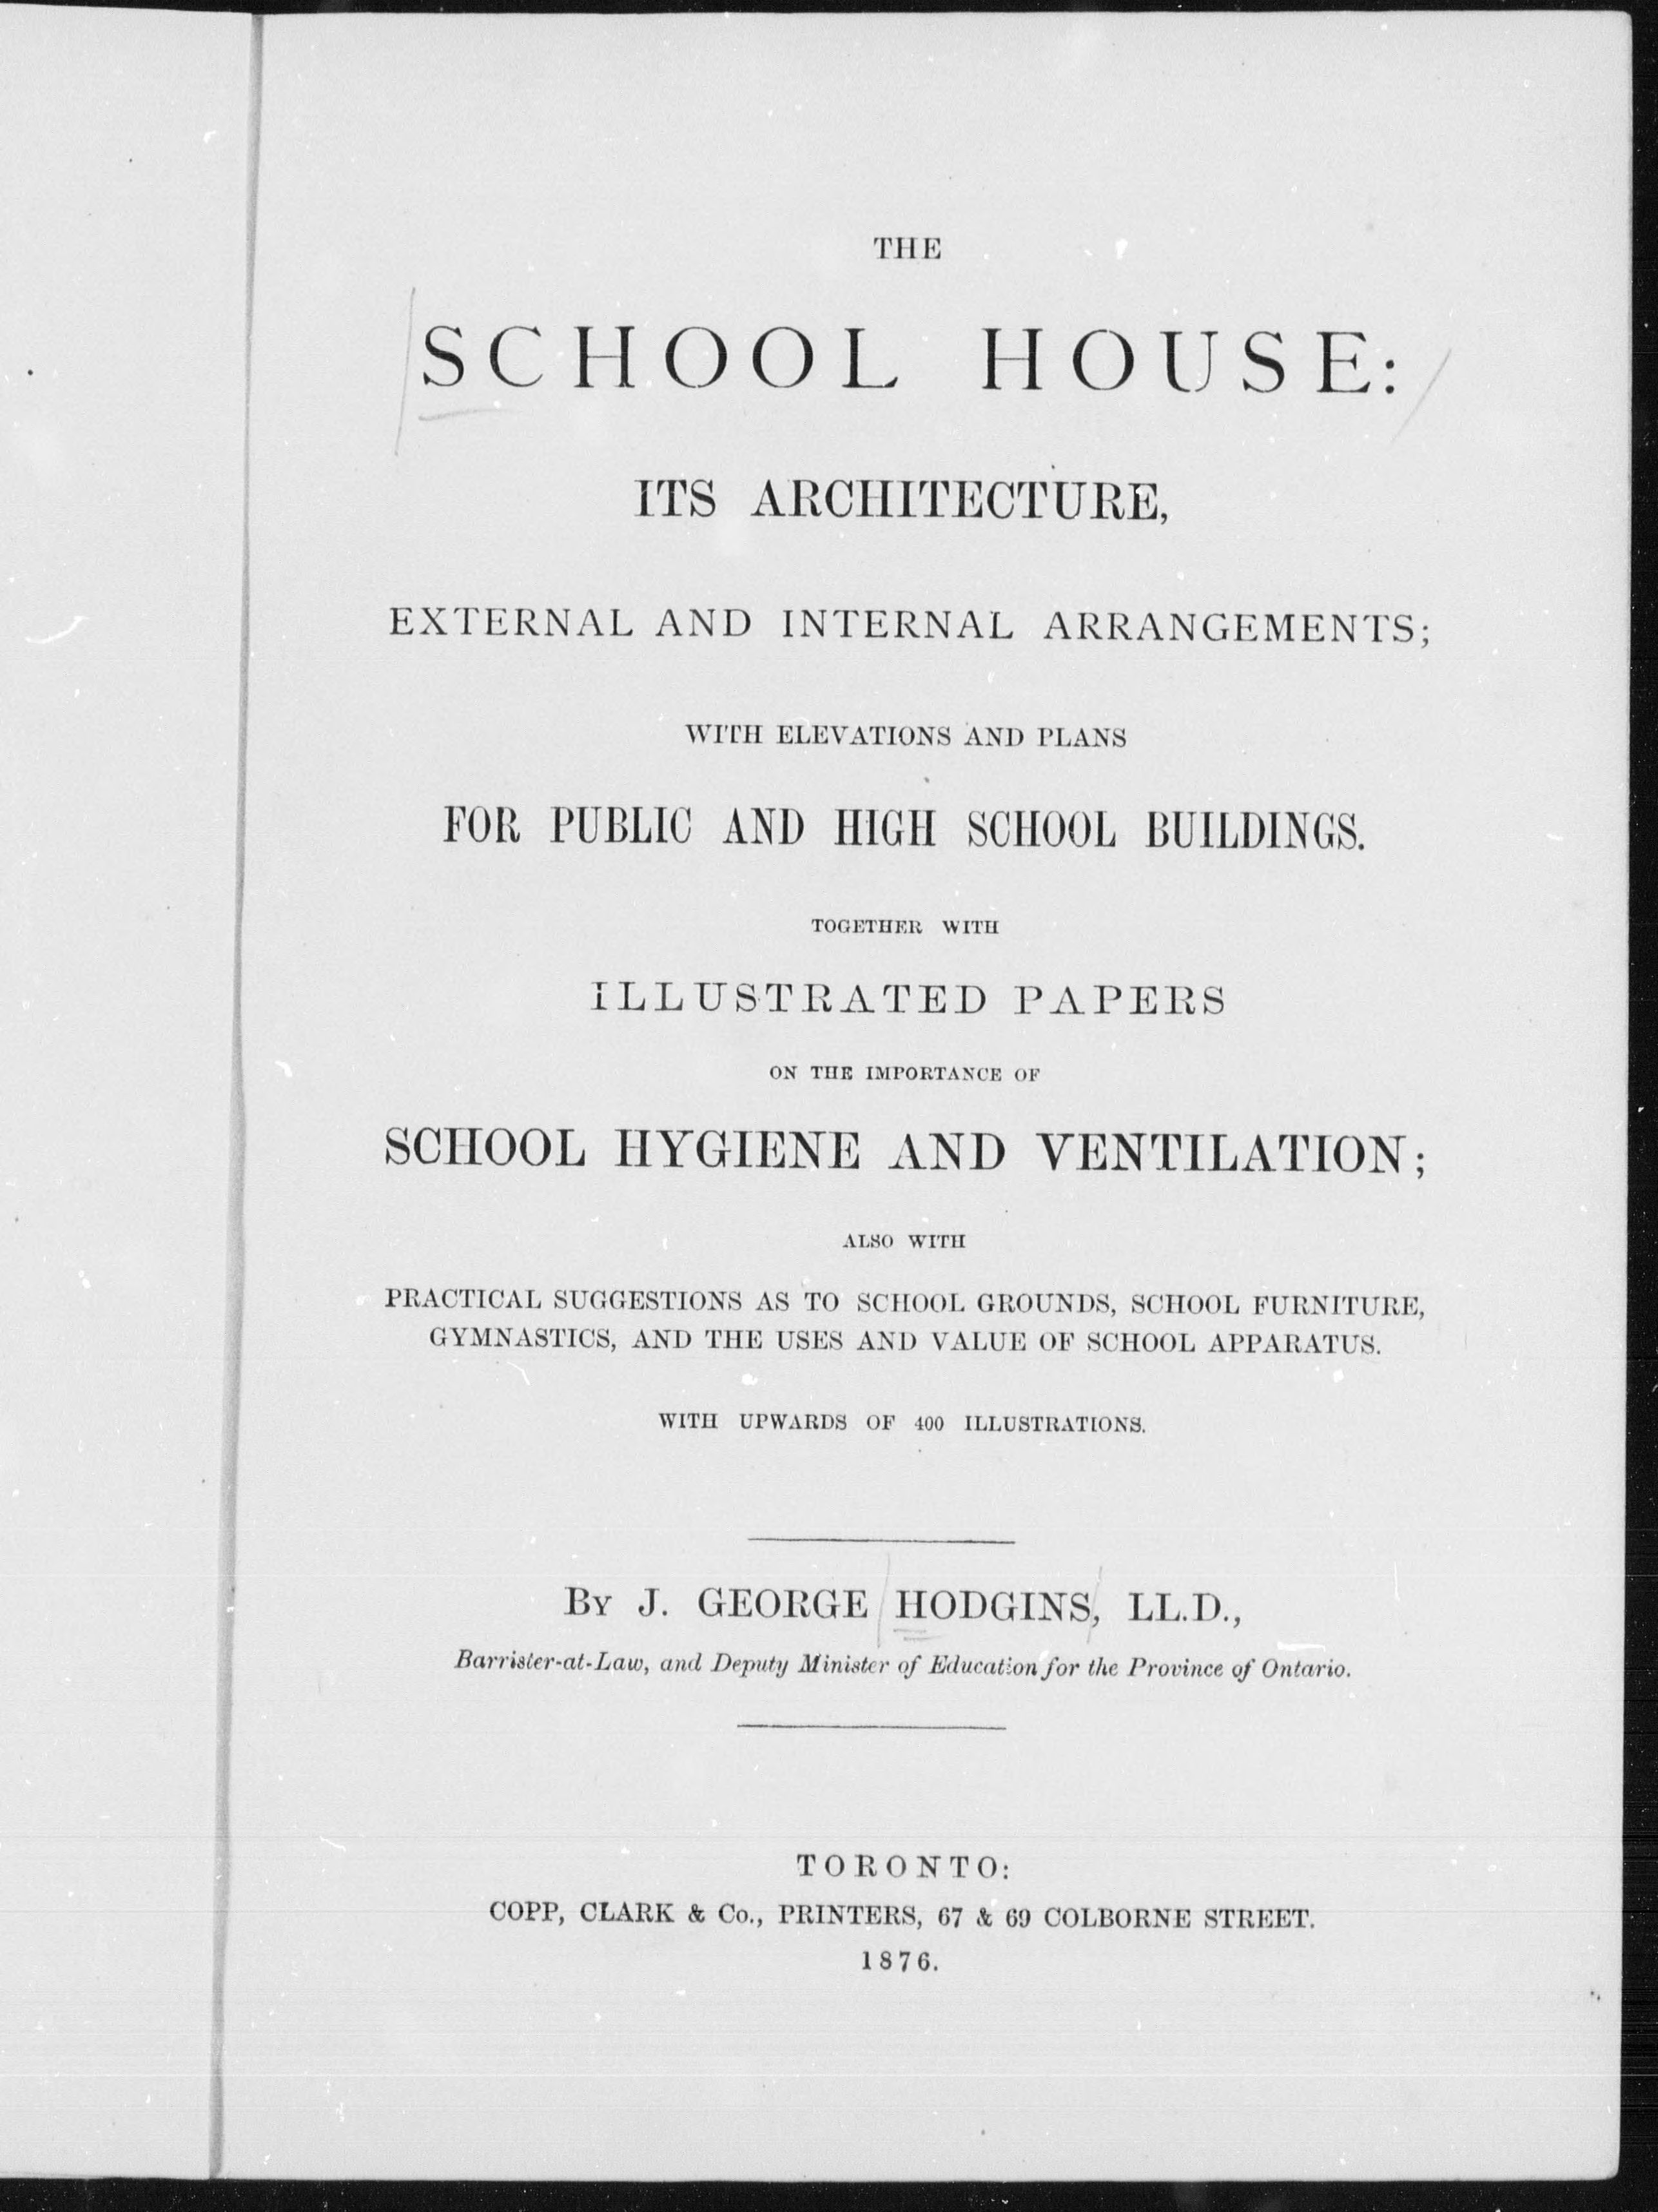 THE
SCHOOL HOUSE:
ITS ARCHITECTURE,
EXTERNAL AND INTERNAL ARRANGEMENTS;
WITH ELEVATIONS AND PLANS
FOR PUBLIC AND HIGH SCHOOL BUILDINGS.
TOGETHER WITH
ILLUSTRATED PAPERS
ON THE IMPORTANCE OF
SCHOOL HYGIENE AND VENTILATION;
ALSO WITH
PRACTICAL SUGGESTIONS AS TO SCHOOL GROUNDS, SCHOOL FURNITURE,
GYMNASTICS, AND THE USES AND VALUE OF SCHOOL APPARATUS.
WITH UPWARDS OF 400 ILLUSTRATIONS.
BY J. GEORGE HODGINS, LL.D.,
Barrister-at-Law, and Deputy Minister of Education for the Province of Ontario.
TORONTO:
COPP, CLARK & Co., PRINTERS, 67 & 69 COLBORNE STREET.
1876.